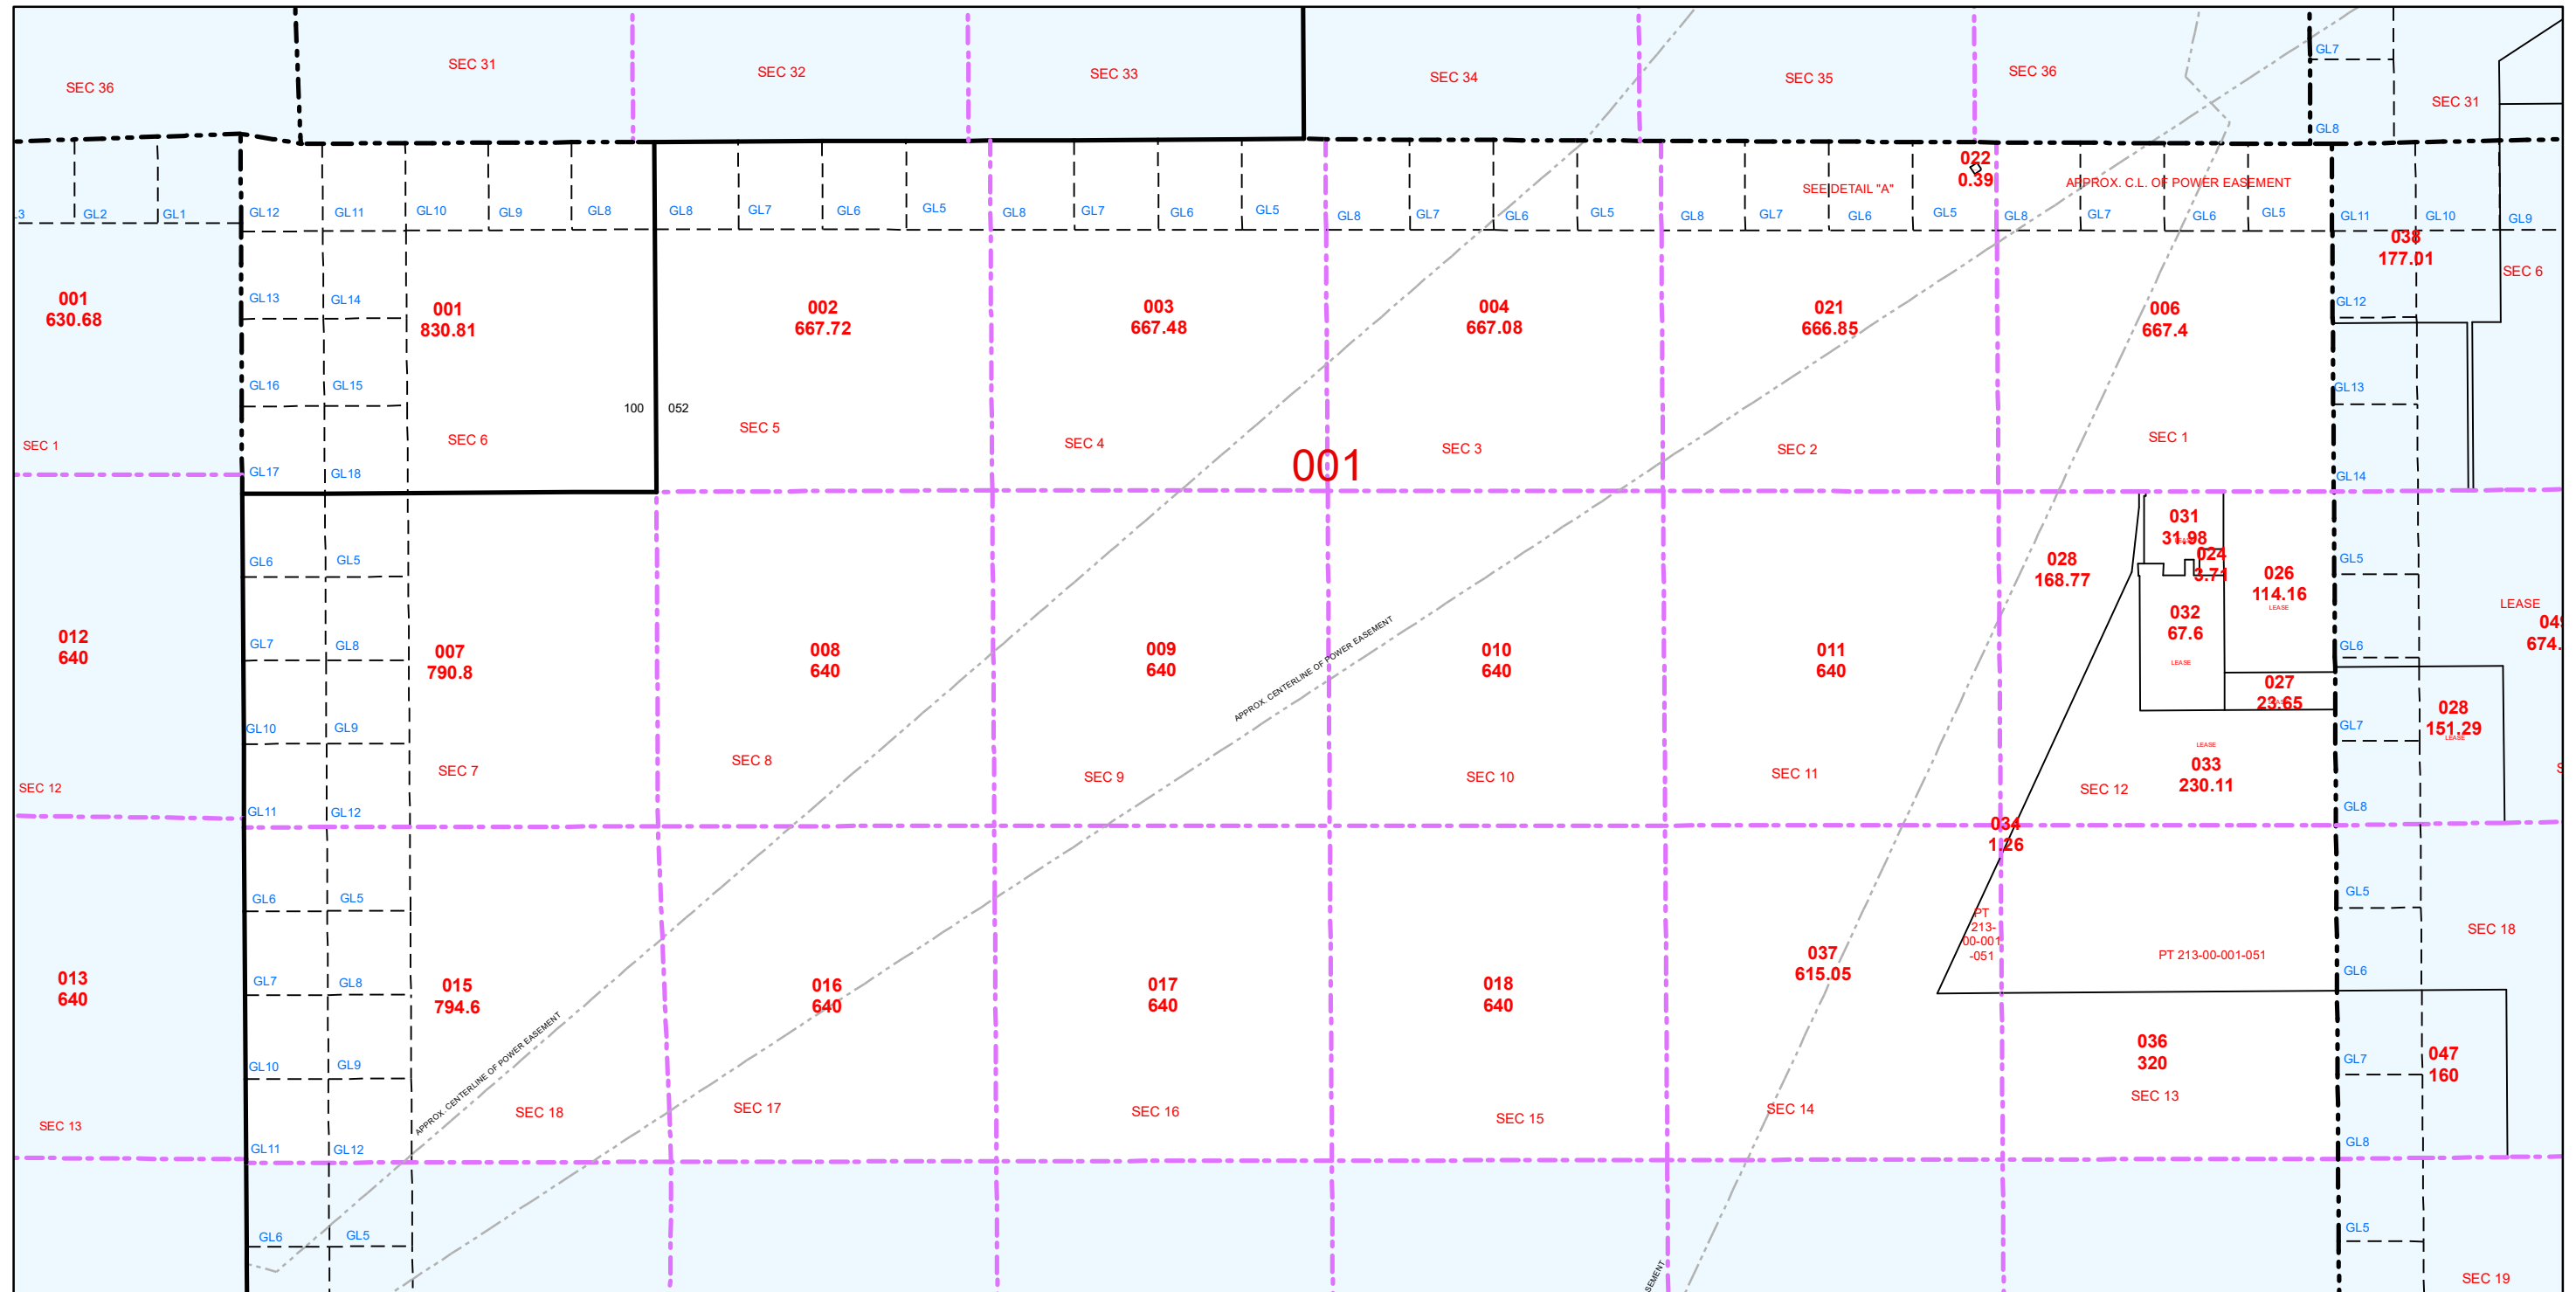 SEC 36
SEC 31
SEC 32
SEC 33
SEC 34
SEC 35
SEC 36
GL7
SEC 31
GL8
GL2
GL1
GL12
GL11
GL10
GL9
GL8
GL8
GL7
GL6
GL5
GL8
GL7
GL6
GL5
GL8
GL7
GL6
GL5
GL8
GL7
SEE DETAIL "A"
GL6
GL5
022
0.39
APPROX. C.L. OF POWER EASEMENT
GL8
GL7
GL6
GL5
GL11
GL10
GL9
038
177.01
SEC 6
001
630.68
GL13
GL14
001
830.81
002
667.72
003
667.48
004
667.08
021
666.85
006
667.4
GL12
GL16
GL15
GL13
100
052
SEC 1
SEC 6
SEC 5
SEC 4
001
SEC 3
SEC 2
SEC 1
GL17
GL18
GL14
031
31.98
024
3.71
028
168.77
026
114.16
LEASE
GL6
GL5
GL5
032
67.6
LEASE
LEASE
012
640
GL7
GL8
007
790.8
008
640
009
640
APPROX. CENTERLINE OF POWER EASEMENT
010
640
011
640
GL6
027
23.65
028
151.29
LEASE
GL10
GL9
GL7
LEASE
033
230.11
SEC 12
SEC 7
SEC 8
SEC 9
SEC 10
SEC 11
SEC 12
GL11
GL12
GL8
034
1.26
GL6
GL5
GL5
PT
213-
00-001
-051
PT 213-00-001-051
SEC 18
013
640
GL7
GL8
015
794.6
016
640
017
640
018
640
037
615.05
GL6
APPROX. CENTERLINE OF POWER EASEMENT
GL10
GL9
036
320
GL7
047
160
SEC 13
SEC 18
SEC 17
SEC 16
SEC 15
SEC 14
SEC 13
GL11
GL12
GL8
GL6
GL5
GL5
SEC 19